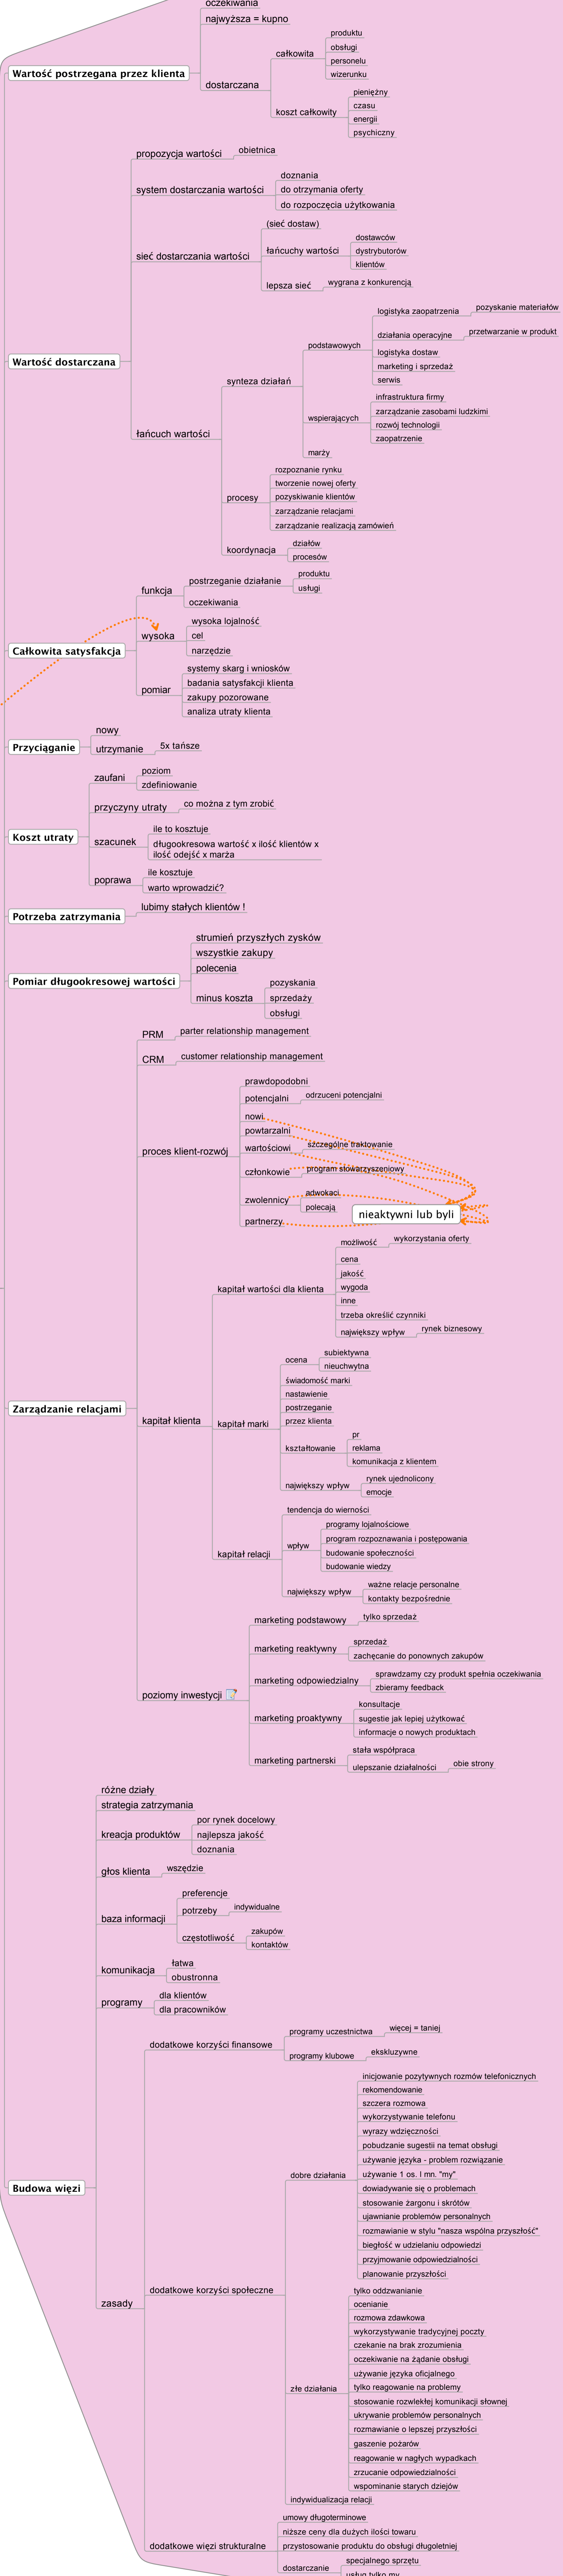 oczekiwania
najwyższa = kupno
Wartość postrzegana przez klienta
dostarczana
całkowita
produktu
obsługi
personelu
wizerunku
koszt całkowity
pieniężny
czasu
energii
psychiczny
Wartość dostarczana
propozycja wartości
obietnica
system dostarczania wartości
doznania
do otrzymania oferty
do rozpoczęcia użytkowania
sieć dostarczania wartości
(sieć dostaw)
łańcuchy wartości
dostawców
dystrybutorów
klientów
lepsza sieć
wygrana z konkurencją
łańcuch wartości
synteza działań
podstawowych
logistyka zaopatrzenia
pozyskanie materiałów
działania operacyjne
przetwarzanie w produkt
logistyka dostaw
marketing i sprzedaż
serwis
wspierających
infrastruktura firmy
zarządzanie zasobami ludzkimi
rozwój technologii
zaopatrzenie
marży
procesy
rozpoznanie rynku
tworzenie nowej oferty
pozyskiwanie klientów
zarządzanie relacjami
zarządzanie realizacją zamówień
koordynacja
działów
procesów
Całkowita satysfakcja
funkcja
postrzeganie działanie
produktu
usługi
oczekiwania
wysoka
wysoka lojalność
cel
narzędzie
pomiar
systemy skarg i wniosków
badania satysfakcji klienta
zakupy pozorowane
analiza utraty klienta
Przyciąganie
nowy
utrzymanie
5x tańsze
Koszt utraty
zaufani
poziom
zdefiniowanie
przyczyny utraty
co można z tym zrobić
szacunek
ile to kosztuje
długookresowa wartość x ilość klientów x
ilość odejść x marża
poprawa
ile kosztuje
warto wprowadzić?
Potrzeba zatrzymania
lubimy stałych klientów !
Pomiar długookresowej wartości
strumień przyszłych zysków
wszystkie zakupy
polecenia
minus koszta
pozyskania
sprzedaży
obsługi
Zarządzanie relacjami
PRM
parter relationship management
CRM
customer relationship management
proces klient-rozwój
prawdopodobni
potencjalni
odrzuceni potencjalni
nowi
powtarzalni
wartościowi
szczególne traktowanie
członkowie
program stowarzyszeniowy
zwolennicy
adwokaci
polecają
partnerzy
nieaktywni lub byli
kapitał klienta
kapitał wartości dla klienta
możliwość
wykorzystania oferty
cena
jakość
wygoda
inne
trzeba określić czynniki
największy wpływ
rynek biznesowy
kapitał marki
ocena
subiektywna
nieuchwytna
świadomość marki
nastawienie
postrzeganie
przez klienta
kształtowanie
pr
reklama
komunikacja z klientem
największy wpływ
rynek ujednolicony
emocje
kapitał relacji
tendencja do wierności
wpływ
programy lojalnościowe
program rozpoznawania i postępowania
budowanie społeczności
budowanie wiedzy
największy wpływ
ważne relacje personalne
kontakty bezpośrednie
poziomy inwestycji
marketing podstawowy
tylko sprzedaż
marketing reaktywny
sprzedaż
zachęcanie do ponownych zakupów
marketing odpowiedzialny
sprawdzamy czy produkt spełnia oczekiwania
zbieramy feedback
marketing proaktywny
konsultacje
sugestie jak lepiej użytkować
informacje o nowych produktach
marketing partnerski
stała współpraca
ulepszanie działalności
obie strony
Budowa więzi
różne działy
strategia zatrzymania
kreacja produktów
por rynek docelowy
najlepsza jakość
doznania
głos klienta
wszędzie
baza informacji
preferencje
potrzeby
indywidualne
częstotliwość
zakupów
kontaktów
komunikacja
łatwa
obustronna
programy
dla klientów
dla pracowników
zasady
dodatkowe korzyści finansowe
programy uczestnictwa
więcej = taniej
programy klubowe
ekskluzywne
dodatkowe korzyści społeczne
dobre działania
inicjowanie pozytywnych rozmów telefonicznych
rekomendowanie
szczera rozmowa
wykorzystywanie telefonu
wyrazy wdzięczności
pobudzanie sugestii na temat obsługi
używanie języka - problem rozwiązanie
używanie 1 os. l mn. "my"
dowiadywanie się o problemach
stosowanie żargonu i skrótów
ujawnianie problemów personalnych
rozmawianie w stylu "nasza wspólna przyszłość"
biegłość w udzielaniu odpowiedzi
przyjmowanie odpowiedzialności
planowanie przyszłości
złe działania
tylko oddzwanianie
ocenianie
rozmowa zdawkowa
wykorzystywanie tradycyjnej poczty
czekanie na brak zrozumienia
oczekiwanie na żądanie obsługi
używanie języka oficjalnego
tylko reagowanie na problemy
stosowanie rozwlekłej komunikacji słownej
ukrywanie problemów personalnych
rozmawianie o lepszej przyszłości
gaszenie pożarów
reagowanie w nagłych wypadkach
zrzucanie odpowiedzialności
wspominanie starych dziejów
indywidualizacja relacji
dodatkowe więzi strukturalne
umowy długoterminowe
niższe ceny dla dużych ilości towaru
przystosowanie produktu do obsługi długoletniej
dostarczanie
specjalnego sprzętu
usług tylko my